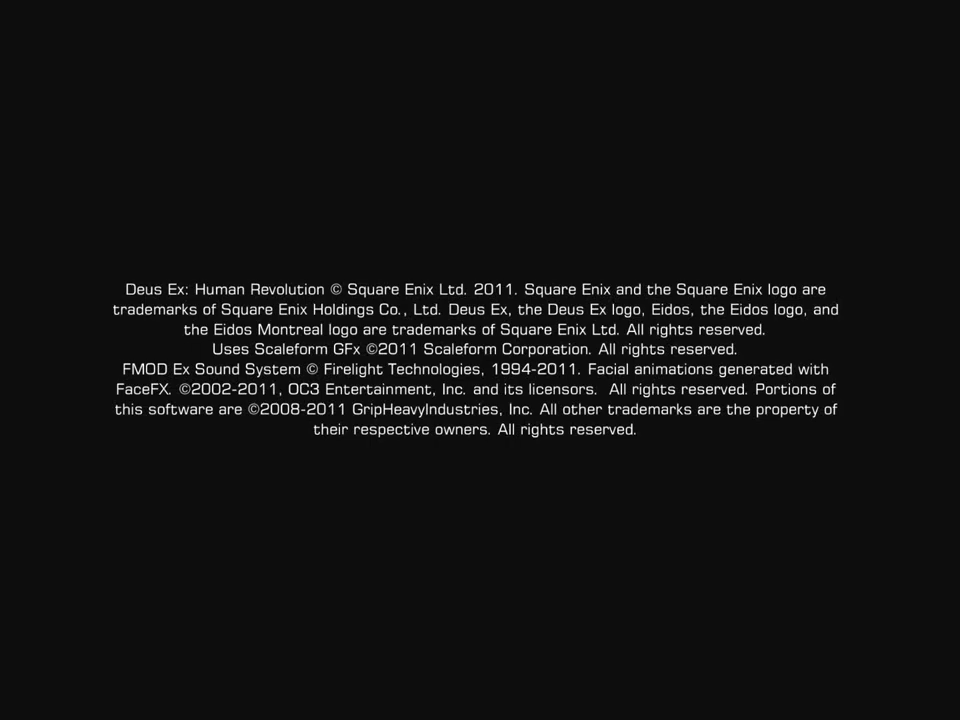 Deus Ex: Human Revolution © Square Enix Ltd. 2011. Square Enix and the Square Enix logo are
trademarks of Square Enix Holdings Co., Ltd. Deus Ex, the Deus Ex logo, Eidos, the Eidos logo, and
the Eidos Montreal logo are trademarks of Square Enix Ltd. All rights reserved.
Uses Scaleform GFx ©2011 Scaleform Corporation. All rights reserved.
FMOD Ex Sound System © Firelight Technologies, 1994-2011. Facial animations generated with
FaceFX. ©2002-2011, OC3 Entertainment, Inc. and its licensors. All rights reserved. Portions of
this software are ©2008-2011 GripHeavyIndustries, Inc. All other trademarks are the property of
their respective owners. All rights reserved.